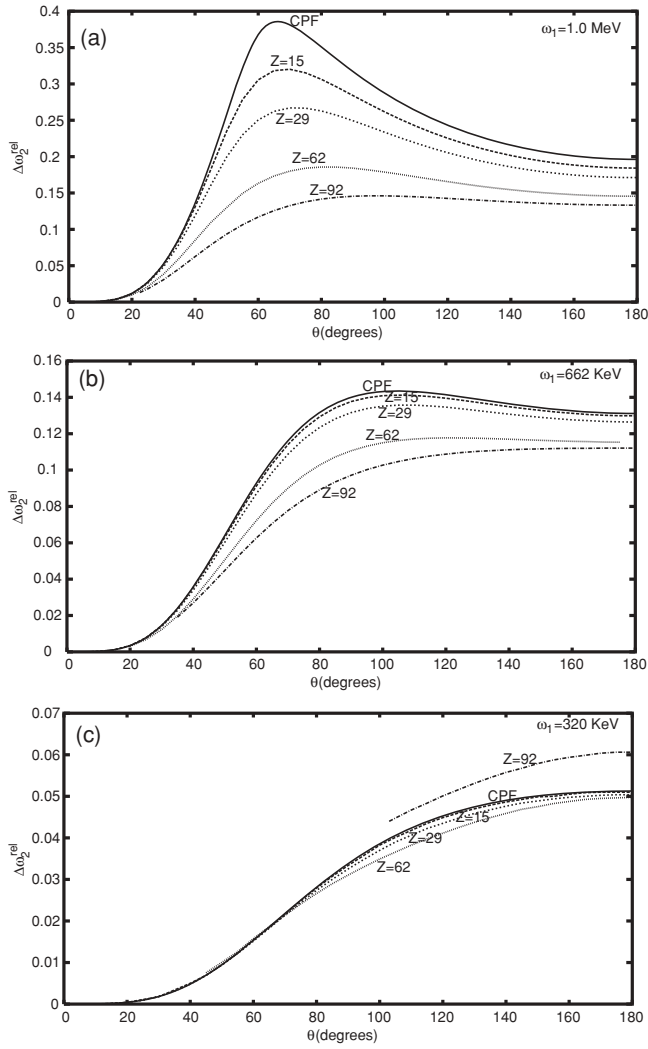 (a)
ω₁=1.0 MeV
CPF
Z=15
Z=29
Z=62
Z=92
Δω₂ʳᵉˡ
0.4
0.35
0.3
0.25
0.2
0.15
0.1
0.05
0
0 20 40 60 80 100 120 140 160 180
θ(degrees)
(b)
ω₁=662 KeV
CPF
Z=15
Z=29
Z=62
Z=92
Δω₂ʳᵉˡ
0.16
0.14
0.12
0.1
0.08
0.06
0.04
0.02
0
0 20 40 60 80 100 120 140 160 180
θ(degrees)
(c)
ω₁=320 KeV
Z=92
CPF
Z=15
Z=29
Z=62
Δω₂ʳᵉˡ
0.07
0.06
0.05
0.04
0.03
0.02
0.01
0
0 20 40 60 80 100 120 140 160 180
θ(degrees)